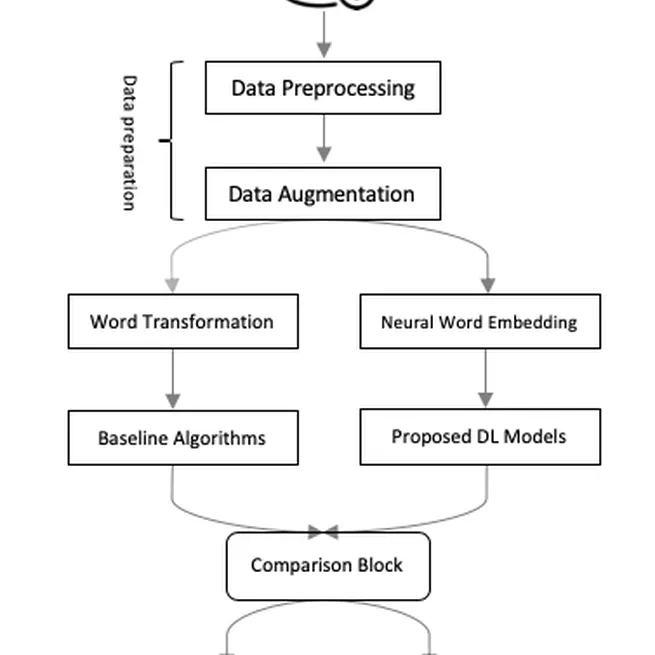 Data Preprocessing
Data preparation
Data Augmentation
Word Transformation
Neural Word Embedding
Baseline Algorithms
Proposed DL Models
Comparison Block